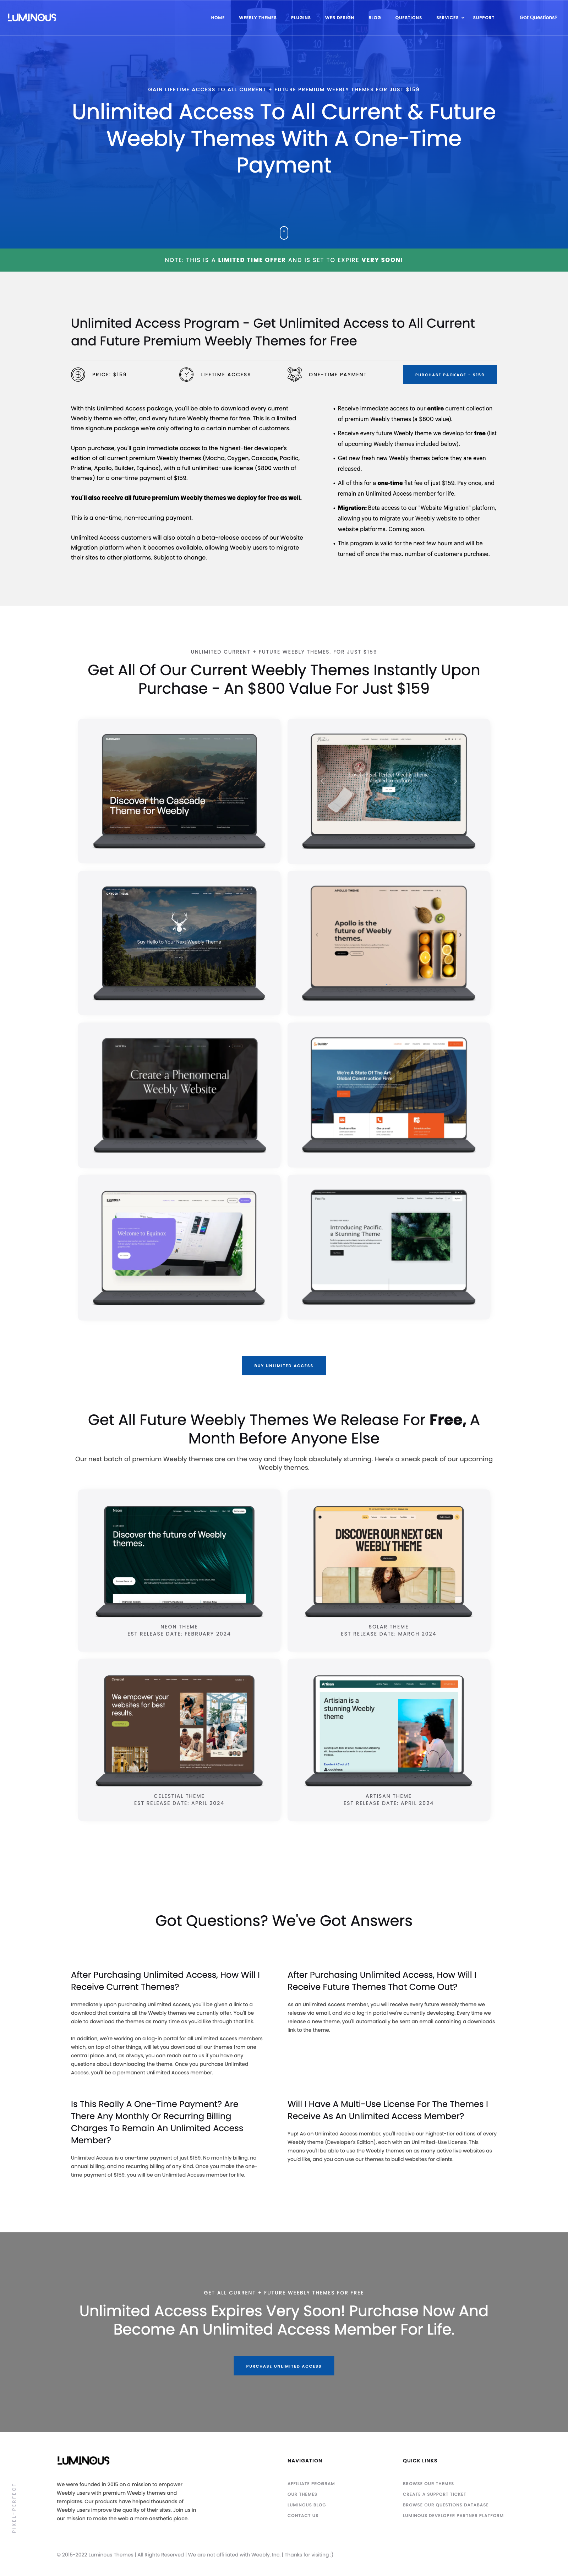 LUMINOUS
HOME WEEBLY THEMES PLUGINS WEB DESIGN BLOG QUESTIONS SERVICES SUPPORT Got Questions?
GAIN LIFETIME ACCESS TO ALL CURRENT + FUTURE PREMIUM WEEBLY THEMES FOR JUST $159
Unlimited Access To All Current & Future
Weebly Themes With A One-Time
Payment
NOTE: THIS IS A LIMITED TIME OFFER AND IS SET TO EXPIRE VERY SOON!
Unlimited Access Program - Get Unlimited Access to All Current
and Future Premium Weebly Themes for Free
PRICE: $159
LIFETIME ACCESS
ONE-TIME PAYMENT
PURCHASE PACKAGE - $159
With this Unlimited Access package, you'll be able to download every current
Weebly theme we offer, and every future Weebly theme for free. This is a limited
time signature package we're only offering to a certain number of customers.
Upon purchase, you'll gain immediate access to the highest-tier developer's
edition of all current premium Weebly themes (Mocha, Oxygen, Cascade, Pacific,
Pristine, Apollo, Builder, Equinox), with a full unlimited-use license ($800 worth of
themes) for a one-time payment of $159.
You'll also receive all future premium Weebly themes we deploy for free as well.
This is a one-time, non-recurring payment.
Unlimited Access customers will also obtain a beta-release access of our Website
Migration platform when it becomes available, allowing Weebly users to migrate
their sites to other platforms. Subject to change.
• Receive immediate access to our entire current collection
of premium Weebly themes (a $800 value).
• Receive every future Weebly theme we develop for free (list
of upcoming Weebly themes included below).
• Get new fresh new Weebly themes before they are even
released.
• All of this for a one-time flat fee of just $159. Pay once, and
remain an Unlimited Access member for life.
• Migration: Beta access to our "Website Migration" platform,
allowing you to migrate your Weebly website to other
website platforms. Coming soon.
• This program is valid for the next few hours and will be
turned off once the max. number of customers purchase.
UNLIMITED CURRENT + FUTURE WEEBLY THEMES, FOR JUST $159
Get All Of Our Current Weebly Themes Instantly Upon
Purchase - An $800 Value For Just $159
Discover the Cascade
Theme for Weebly
Say Hello to Your Next Weebly Theme
APOLLO THEME
Apollo is the
future of Weebly
themes.
Create a Phenomenal
Weebly Website
Builder
We're A State Of The Art
Global Construction Firm
EQUINOX
Welcome to Equinox
Introducing Pacific,
a Stunning Theme
BUY UNLIMITED ACCESS
Get All Future Weebly Themes We Release For Free, A
Month Before Anyone Else
Our next batch of premium Weebly themes are on the way and they look absolutely stunning. Here's a sneak peak of our upcoming
Weebly themes.
Neon
Discover the future of Weebly
themes.
NEON THEME
EST RELEASE DATE: FEBRUARY 2024
DISCOVER OUR NEXT GEN
WEEBLY THEME
SOLAR THEME
EST RELEASE DATE: MARCH 2024
Celestial
We empower your
websites for best
results.
CELESTIAL THEME
EST RELEASE DATE: APRIL 2024
Artisan
Artisian is a
stunning Weebly
theme
ARTISAN THEME
EST RELEASE DATE: APRIL 2024
Got Questions? We've Got Answers
After Purchasing Unlimited Access, How Will I
Receive Current Themes?
Immediately upon purchasing Unlimited Access, you'll be given a link to a
download that contains all the Weebly themes we currently offer. You'll be
able to download the themes as many time as you'd like through that link.
In addition, we're working on a log-in portal for all Unlimited Access members
which, on top of other things, will let you download all our themes from one
central place. And, as always, you can reach out to us if you have any
questions about downloading the theme. Once you purchase Unlimited
Access, you'll be a permanent Unlimited Access member.
After Purchasing Unlimited Access, How Will I
Receive Future Themes That Come Out?
As an Unlimited Access member, you will receive every future Weebly theme we
release via email, and via a log-in portal we're currently developing. Every time we
release a new theme, you'll automatically be sent an email containing a downloads
link to the theme.
Is This Really A One-Time Payment? Are
There Any Monthly Or Recurring Billing
Charges To Remain An Unlimited Access
Member?
Unlimited Access is a one-time payment of just $159. No monthly billing, no
annual billing, and no recurring billing of any kind. Once you make the one-
time payment of $159, you will be an Unlimited Access Member for life.
Will I Have A Multi-Use License For The Themes I
Receive As An Unlimited Access Member?
Yup! As an Unlimited Access member, you'll receive our highest-tier editions of every
Weebly theme (Developer's Edition), each with an Unlimited-Use License. This
means you'll be able to use the Weebly themes on as many active live websites as
you'd like, and you can use our themes to build websites for clients.
GET ALL CURRENT + FUTURE WEEBLY THEMES FOR FREE
Unlimited Access Expires Very Soon! Purchase Now And
Become An Unlimited Access Member For Life.
PURCHASE UNLIMITED ACCESS
PIXEL-PERFECT
LUMINOUS
We were founded in 2015 on a mission to empower
Weebly users with premium Weebly themes and
templates. Our products have helped thousands of
Weebly users improve the quality of their sites. Join us in
our mission to make the web a more aesthetic place.
NAVIGATION
AFFILIATE PROGRAM
OUR THEMES
LUMINOUS BLOG
CONTACT US
QUICK LINKS
BROWSE OUR THEMES
CREATE A SUPPORT TICKET
BROWSE OUR QUESTIONS DATABASE
LUMINOUS DEVELOPER PARTNER PLATFORM
© 2015-2022 Luminous Themes | All Rights Reserved | We are not affiliated with Weebly, Inc. | Thanks for visiting :)